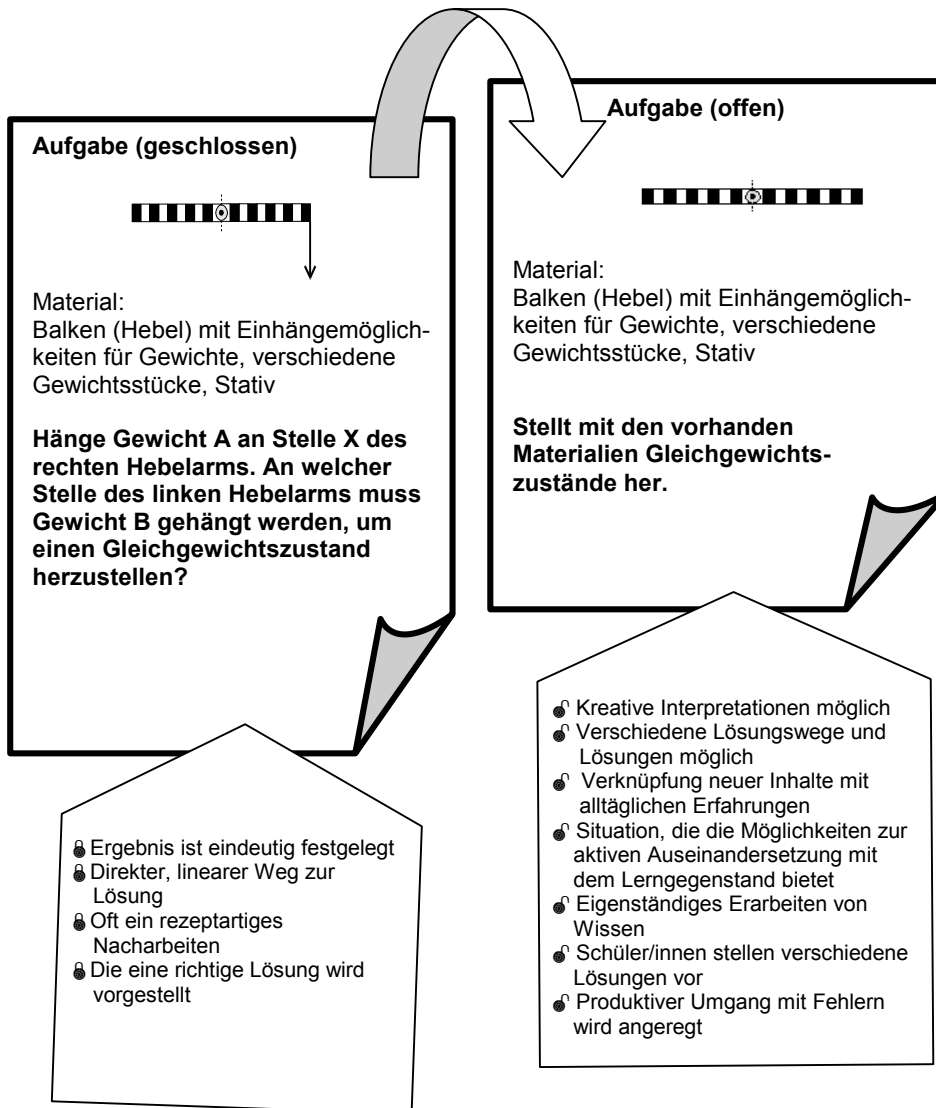 Aufgabe (geschlossen)
Material:
Balken (Hebel) mit Einhängemöglich-
keiten für Gewichte, verschiedene
Gewichtsstücke, Stativ
Hänge Gewicht A an Stelle X des
rechten Hebelarms. An welcher
Stelle des linken Hebelarms muss
Gewicht B gehängt werden, um
einen Gleichgewichtszustand
herzustellen?
Ergebnis ist eindeutig festgelegt
Direkter, linearer Weg zur
Lösung
Oft ein rezeptartiges
Nacharbeiten
Die eine richtige Lösung wird
vorgestellt
Aufgabe (offen)
Material:
Balken (Hebel) mit Einhängemöglich-
keiten für Gewichte, verschiedene
Gewichtsstücke, Stativ
Stellt mit den vorhanden
Materialien Gleichgewichts-
zustände her.
Kreative Interpretationen möglich
Verschiedene Lösungswege und
Lösungen möglich
Verknüpfung neuer Inhalte mit
alltäglichen Erfahrungen
Situation, die die Möglichkeiten zur
aktiven Auseinandersetzung mit
dem Lerngegenstand bietet
Eigenständiges Erarbeiten von
Wissen
Schüler/innen stellen verschiedene
Lösungen vor
Produktiver Umgang mit Fehlern
wird angeregt